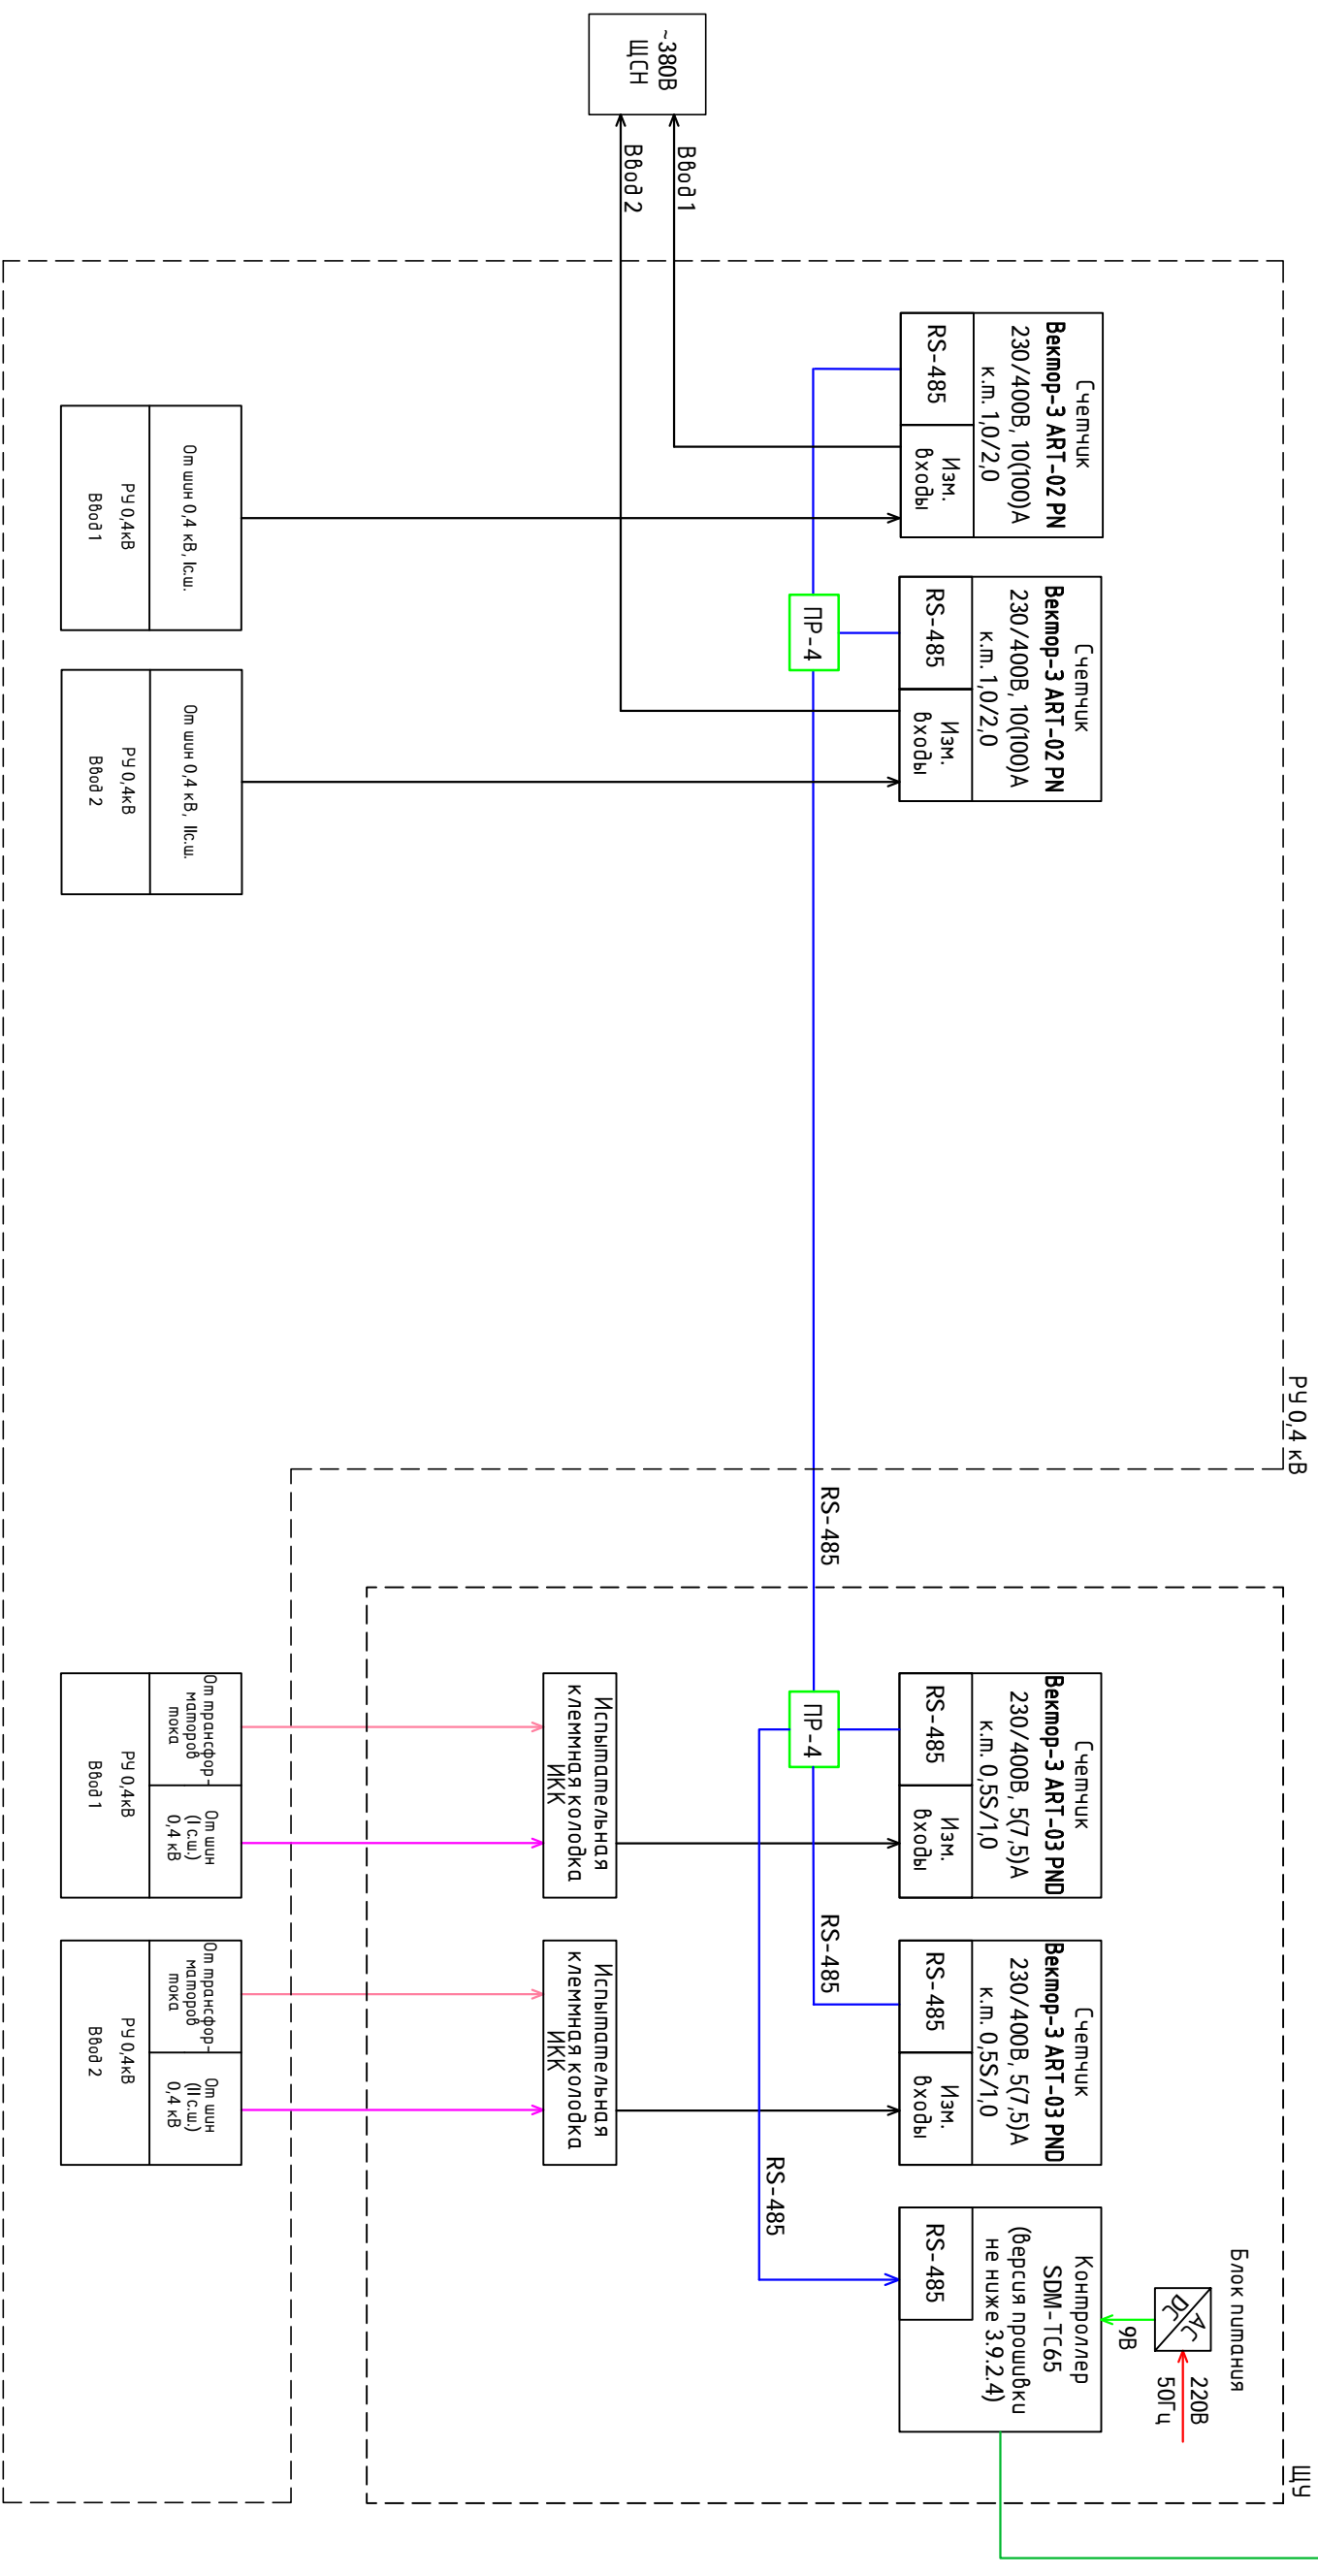 ~380В
ЩСН
Ввод 1
Ввод 2
РУ 0,4 кВ
Счетчик
Вектор-3 ART-02 PN
230/400В, 10(100)А
к.т. 1,0/2,0
RS-485
Изм.
входы
Счетчик
Вектор-3 ART-02 PN
230/400В, 10(100)А
к.т. 1,0/2,0
RS-485
Изм.
входы
ПР-4
От шин 0,4 кВ, Iс.ш.
РУ 0,4кВ
Ввод 1
От шин 0,4 кВ, IIс.ш.
РУ 0,4кВ
Ввод 2
RS-485
ЩУ
Счетчик
Вектор-3 ART-03 PND
230/400В, 5(7,5)А
к.т. 0,5S/1,0
RS-485
Изм.
входы
Счетчик
Вектор-3 ART-03 PND
230/400В, 5(7,5)А
к.т. 0,5S/1,0
RS-485
Изм.
входы
Блок питания
AC
DC
220В
50Гц
9В
Контроллер
SDM-TC65
(версия прошивки
не ниже 3.9.2.4)
RS-485
ПР-4
RS-485
RS-485
Испытательная
клеммная колодка
ИКК
Испытательная
клеммная колодка
ИКК
От трансфор-
маторов
тока
От шин
(I с.ш.)
0,4 кВ
РУ 0,4кВ
Ввод 1
От трансфор-
маторов
тока
От шин
(II с.ш.)
0,4 кВ
РУ 0,4кВ
Ввод 2